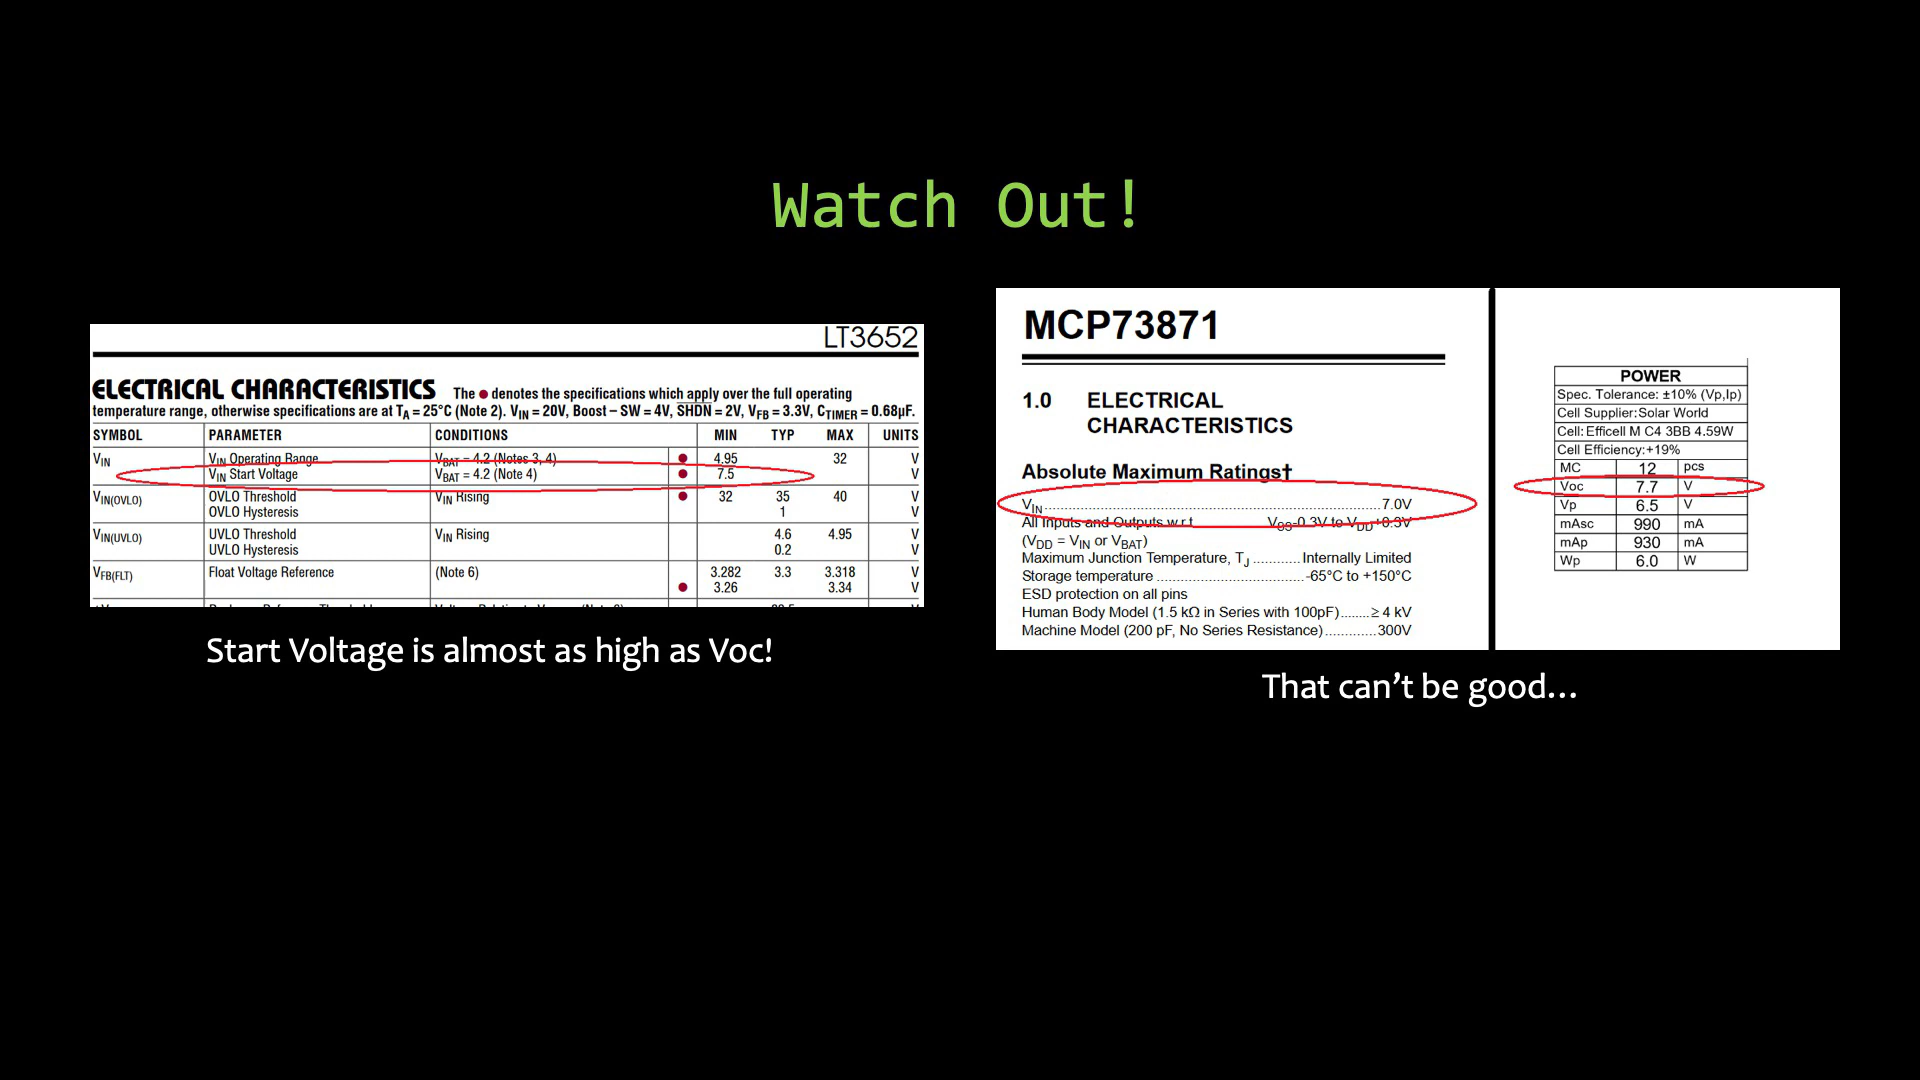 Watch Out!
LT3652
ELECTRICAL CHARACTERISTICS The ● denotes the specifications which apply over the full operating
temperature range, otherwise specifications are at TA = 25°C (Note 2). VIN = 20V, Boost – SW = 4V, SHDN = 2V, VFB = 3.3V, CTIMER = 0.68µF.
SYMBOL PARAMETER CONDITIONS MIN TYP MAX UNITS
VIN VIN Operating Range VBAT = 4.2 (Notes 3, 4) ● 4.95 32 V
VIN Start Voltage VBAT = 4.2 (Note 4) ● 7.5 V
VIN(OVLO) OVLO Threshold VIN Rising ● 32 35 40 V
OVLO Hysteresis 1 V
VIN(UVLO) UVLO Threshold VIN Rising 4.6 4.95 V
UVLO Hysteresis 0.2 V
VFB(FLT) Float Voltage Reference (Note 6) 3.282 3.3 3.318 V
● 3.26 3.34 V
Start Voltage is almost as high as Voc!
MCP73871
1.0 ELECTRICAL
CHARACTERISTICS
Absolute Maximum Ratings†
VIN ........................................................................7.0V
All Inputs and Outputs w.r.t. VSS-0.3V to VDD+0.3V
(VDD = VIN or VBAT)
Maximum Junction Temperature, TJ ............ Internally Limited
Storage temperature .....................................-65°C to +150°C
ESD protection on all pins
Human Body Model (1.5 kΩ in Series with 100pF)........≥ 4 kV
Machine Model (200 pF, No Series Resistance).............300V
POWER
Spec. Tolerance: ±10% (Vp,Ip)
Cell Supplier:Solar World
Cell: Efficell M C4 3BB 4.59W
Cell Efficiency:+19%
MC 12 pcs
Voc 7.7 V
Vp 6.5 V
mAsc 990 mA
mAp 930 mA
Wp 6.0 W
That can't be good...